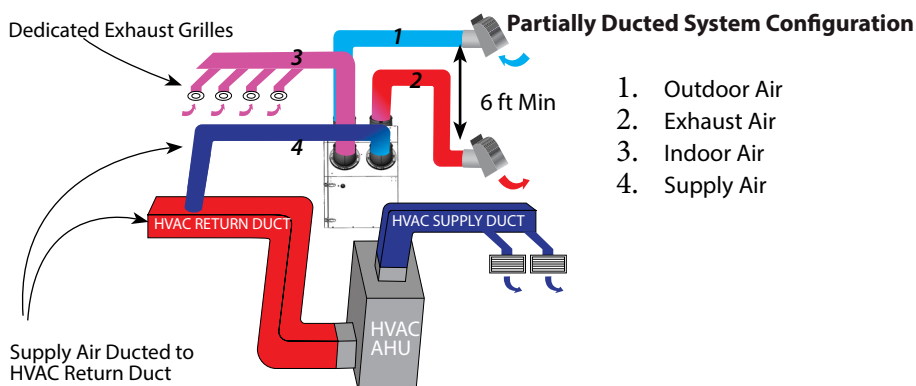 Partially Ducted System Configuration
Dedicated Exhaust Grilles
1
3
2
6 ft Min
4
HVAC RETURN DUCT
HVAC SUPPLY DUCT
HVAC
AHU
Supply Air Ducted to
HVAC Return Duct
1. Outdoor Air
2. Exhaust Air
3. Indoor Air
4. Supply Air